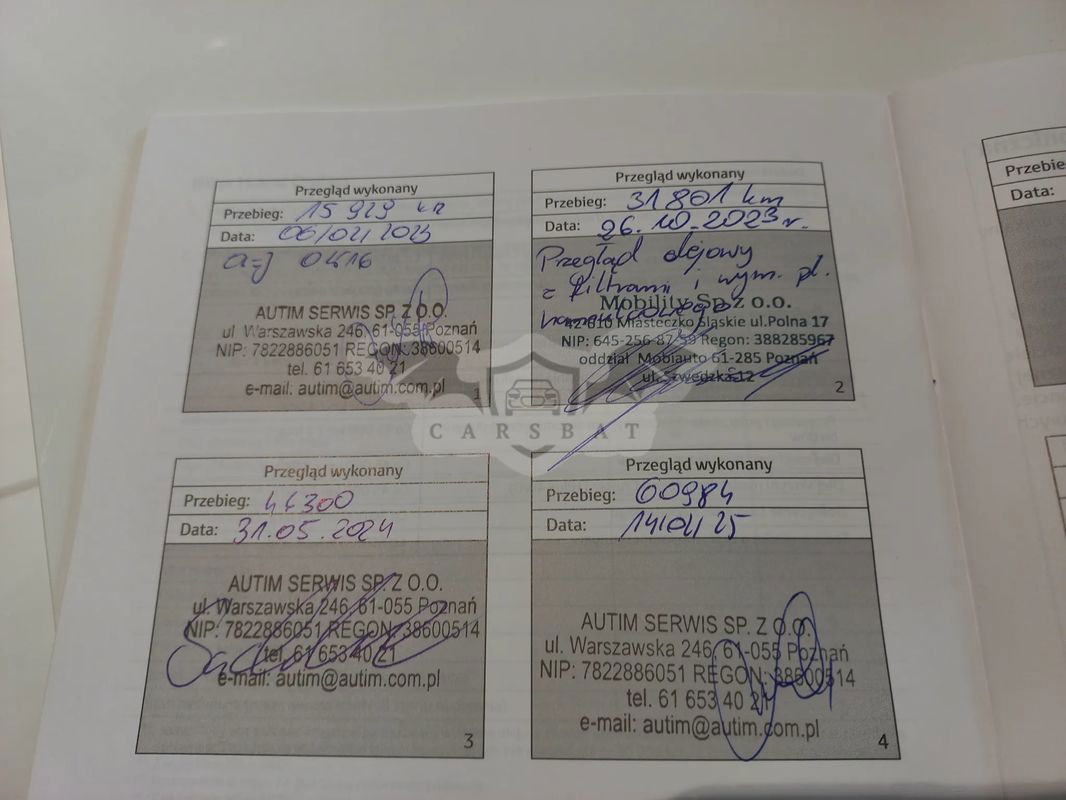 Przegląd wykonany
Przebieg: 15 929 km
Data: 06/02/2023
0W16
AUTIM SERWIS SP. Z O.O.
ul Warszawska 246, 61-055 Poznań
NIP: 7822886051 REGON: 38600514
tel. 61 653 40 21
e-mail: autim@autim.com.pl
1
Przegląd wykonany
Przebieg: 31 801 km
Data: 26.10.2023r.
Przegląd olejowy
z filtrami i wym. pł.
hamulcowego
Mobility Sp. z o.o.
42-610 Miasteczko Śląskie ul.Polna 17
NIP: 645-256-87-59 Regon: 388285967
oddział Mobiauto 61-285 Poznań
ul. Szwedzka 12
2
CARSBAT
Przegląd wykonany
Przebieg: 44300
Data: 31.05.2024
AUTIM SERWIS SP. Z O.O.
ul. Warszawska 246, 61-055 Poznań
NIP: 7822886051 REGON: 38600514
tel. 61 653 40 21
e-mail: autim@autim.com.pl
3
Przegląd wykonany
Przebieg: 60984
Data: 14/04/25
AUTIM SERWIS SP. Z O.O.
ul. Warszawska 246, 61-055 Poznań
NIP: 7822886051 REGON: 38600514
tel. 61 653 40 21
e-mail: autim@autim.com.pl
4
Data: